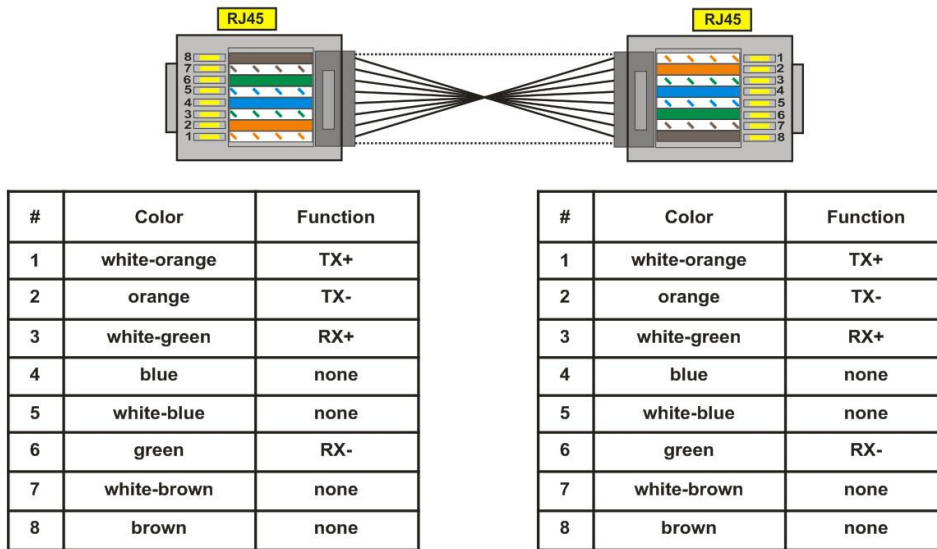 RJ45 RJ45
8 1
7 2
6 3
5 4
4 5
3 6
2 7
1 8
# Color Function
1 white-orange TX+
2 orange TX-
3 white-green RX+
4 blue none
5 white-blue none
6 green RX-
7 white-brown none
8 brown none
# Color Function
1 white-orange TX+
2 orange TX-
3 white-green RX+
4 blue none
5 white-blue none
6 green RX-
7 white-brown none
8 brown none